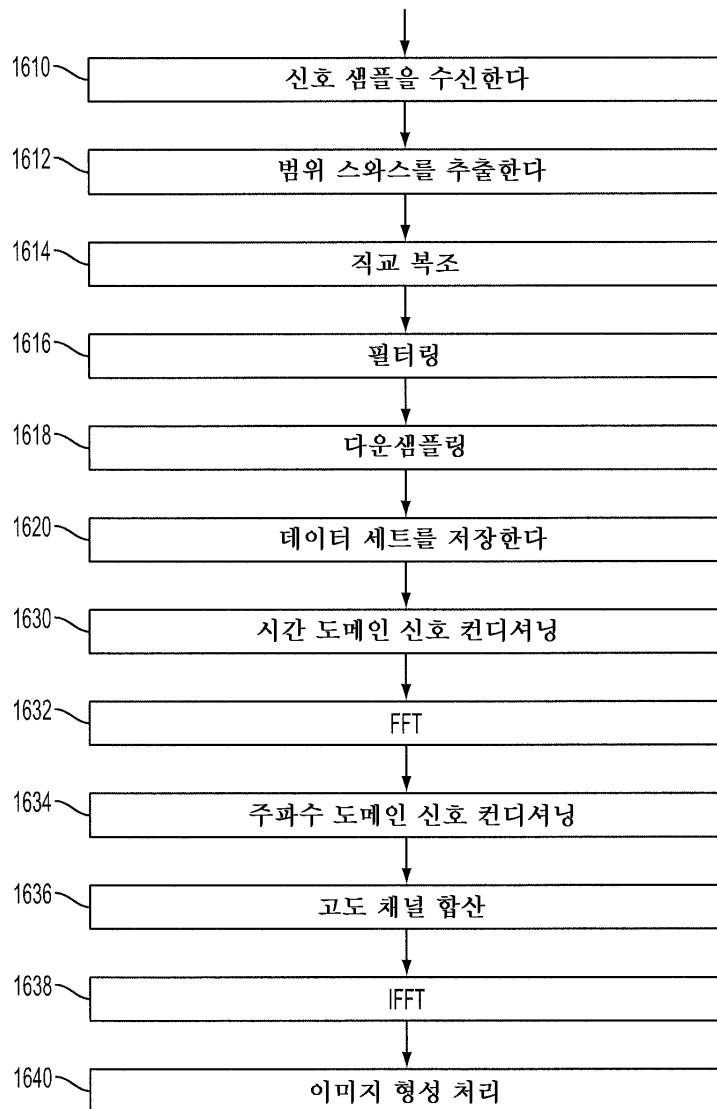 1610 신호 샘플을 수신한다
1612 범위 스와스를 추출한다
1614 직교 복조
1616 필터링
1618 다운샘플링
1620 데이터 세트를 저장한다
1630 시간 도메인 신호 컨디셔닝
1632 FFT
1634 주파수 도메인 신호 컨디셔닝
1636 고도 채널 합산
1638 IFFT
1640 이미지 형성 처리